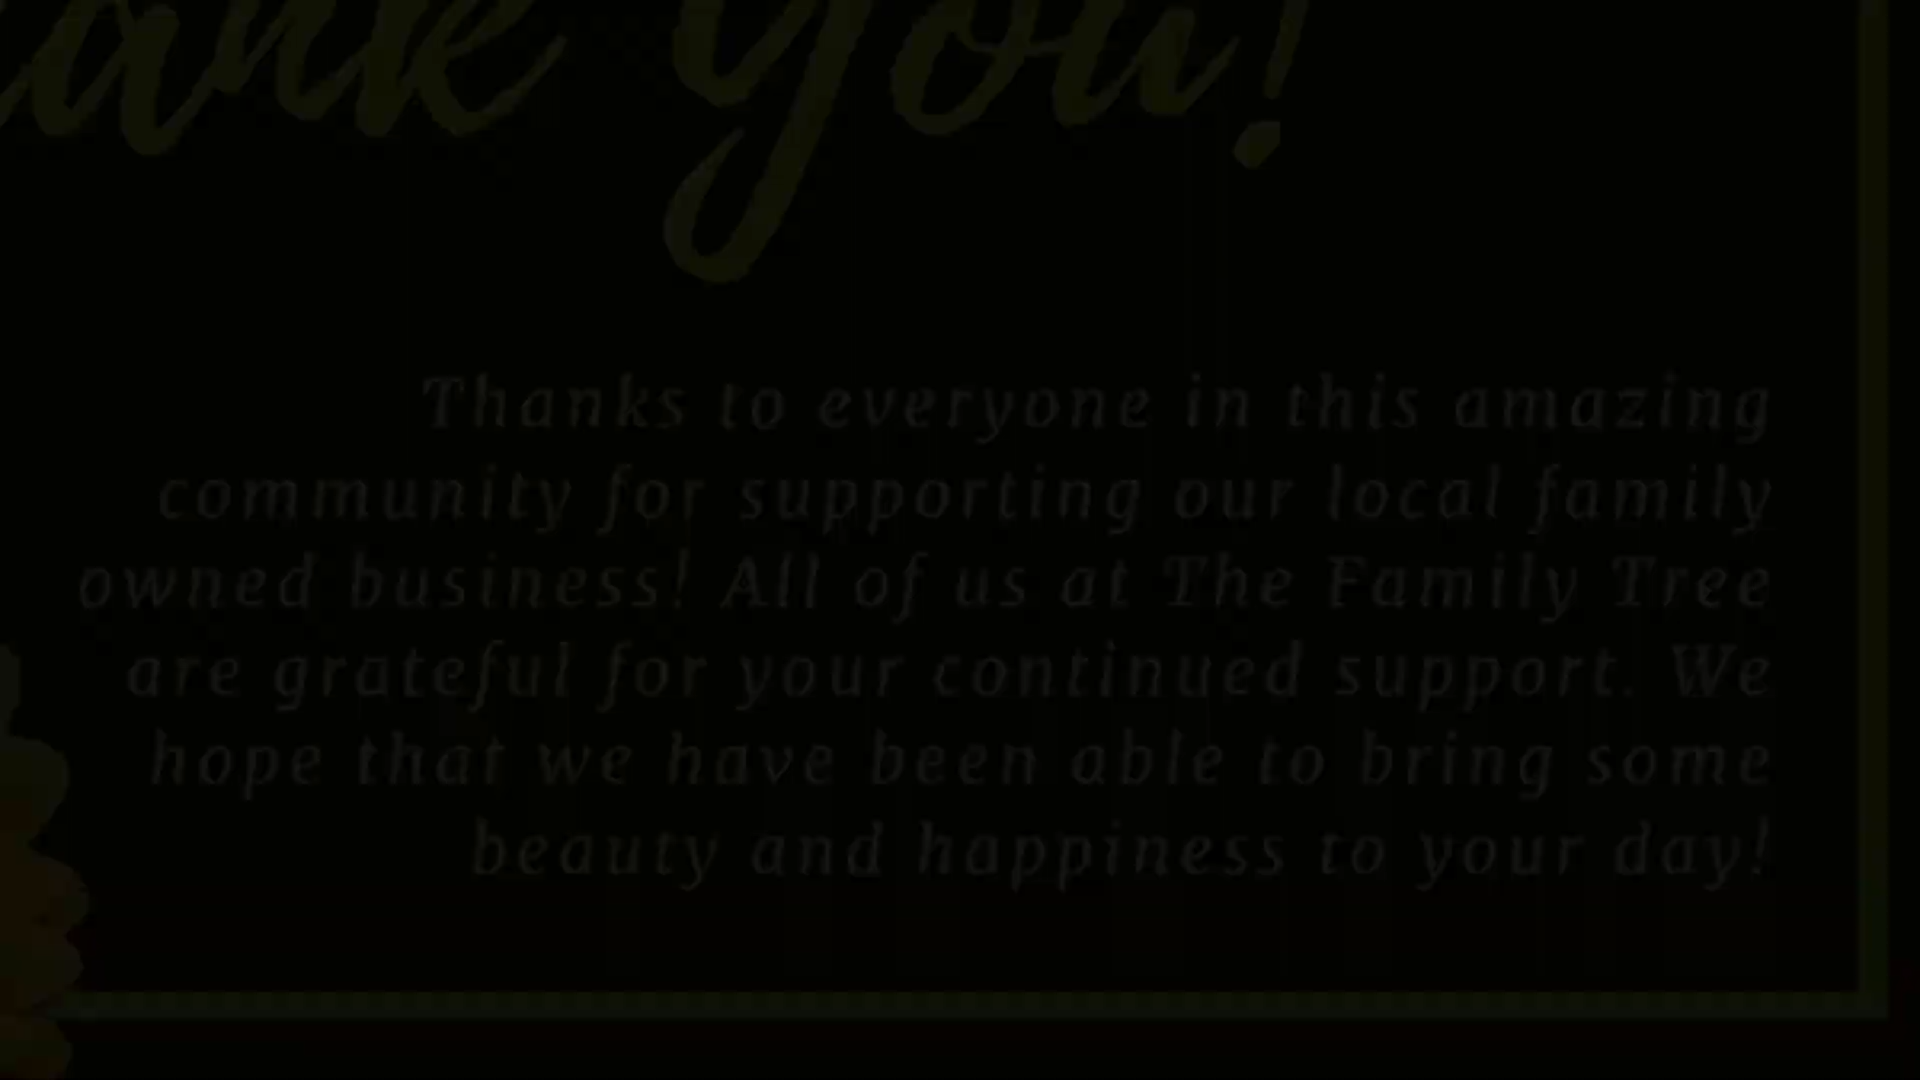 ank you!
Thanks to everyone in this amazing
community for supporting our local family
owned business! All of us at The Family Tree
are grateful for your continued support. We
hope that we have been able to bring some
beauty and happiness to your day!